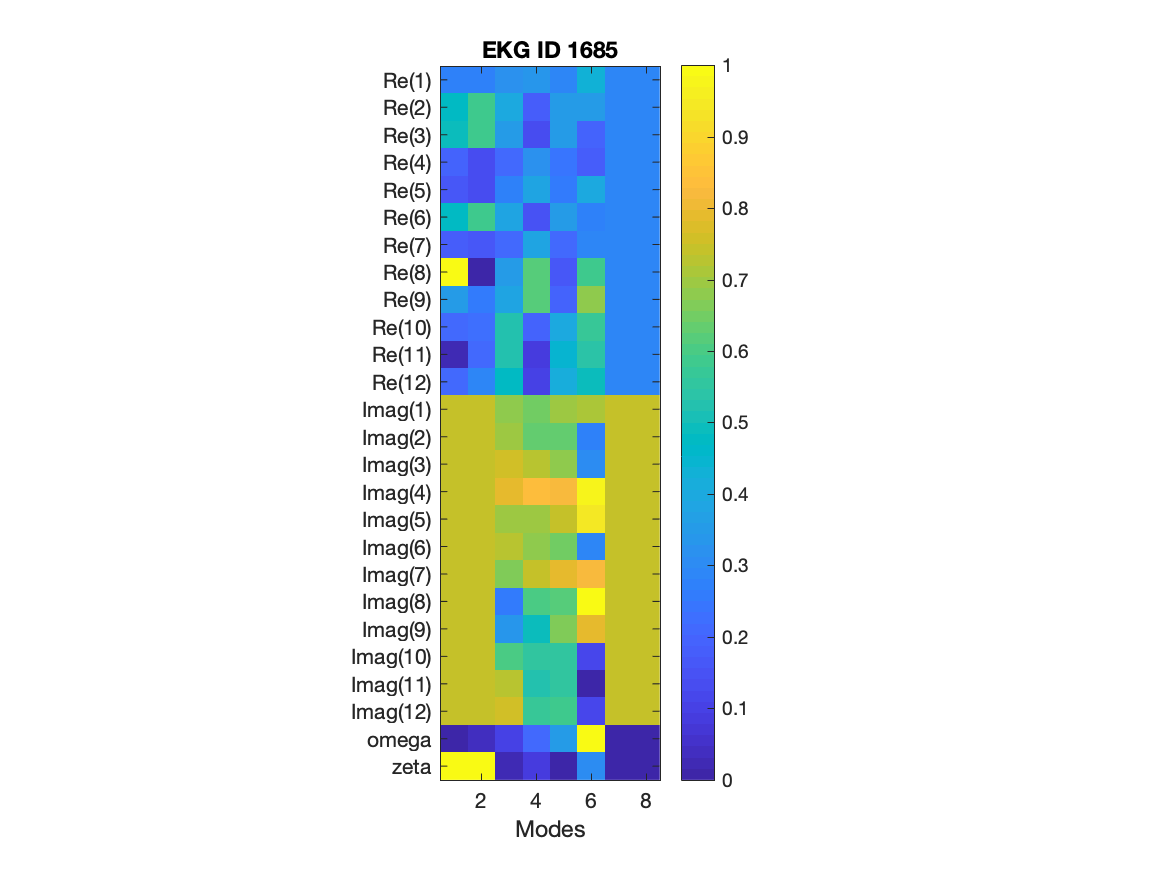 EKG ID 1685
Re(1)
Re(2)
Re(3)
Re(4)
Re(5)
Re(6)
Re(7)
Re(8)
Re(9)
Re(10)
Re(11)
Re(12)
Imag(1)
Imag(2)
Imag(3)
Imag(4)
Imag(5)
Imag(6)
Imag(7)
Imag(8)
Imag(9)
Imag(10)
Imag(11)
Imag(12)
omega
zeta
2 4 6 8
Modes
1
0.9
0.8
0.7
0.6
0.5
0.4
0.3
0.2
0.1
0